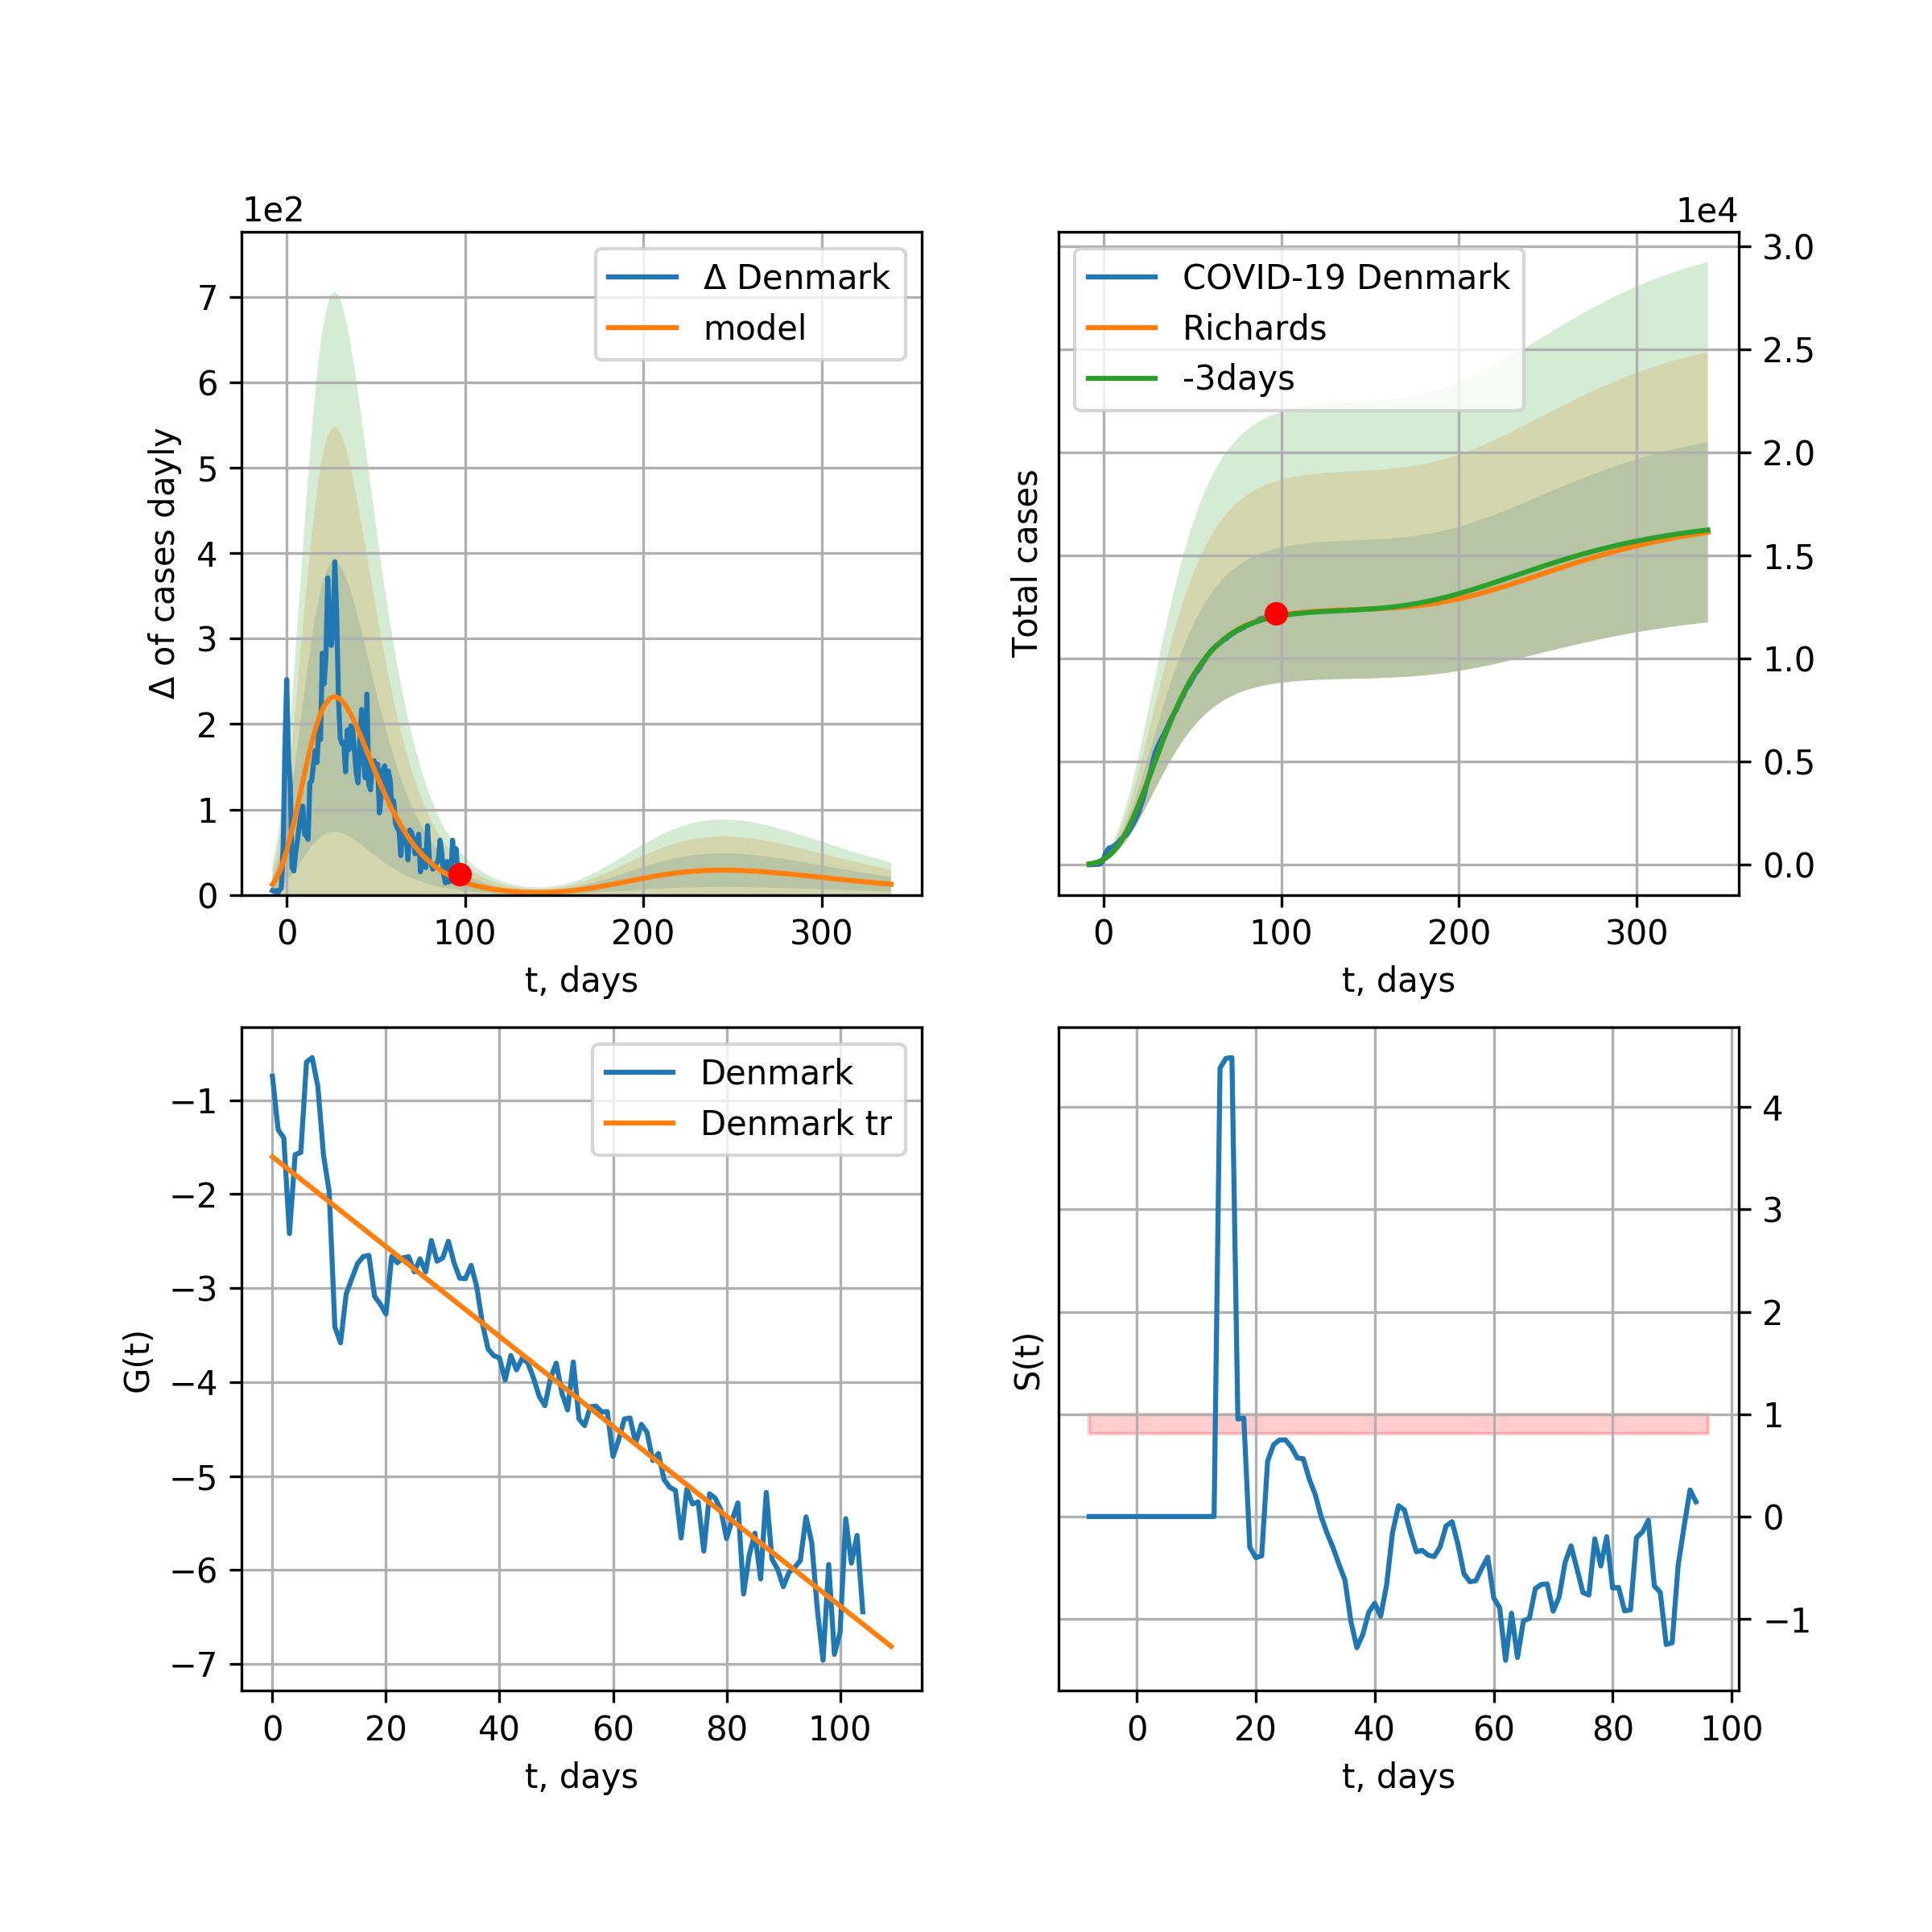 1e2
7
6
5
4
3
2
1
0
Δ of cases dayly
Δ Denmark
model
0 100 200 300
t, days
1e4
3.0
2.5
2.0
1.5
1.0
0.5
0.0
Total cases
COVID-19 Denmark
Richards
-3days
0 100 200 300
t, days
−1
−2
−3
−4
−5
−6
−7
G(t)
Denmark
Denmark tr
0 20 40 60 80 100
t, days
4
3
2
1
0
−1
S(t)
0 20 40 60 80 100
t, days